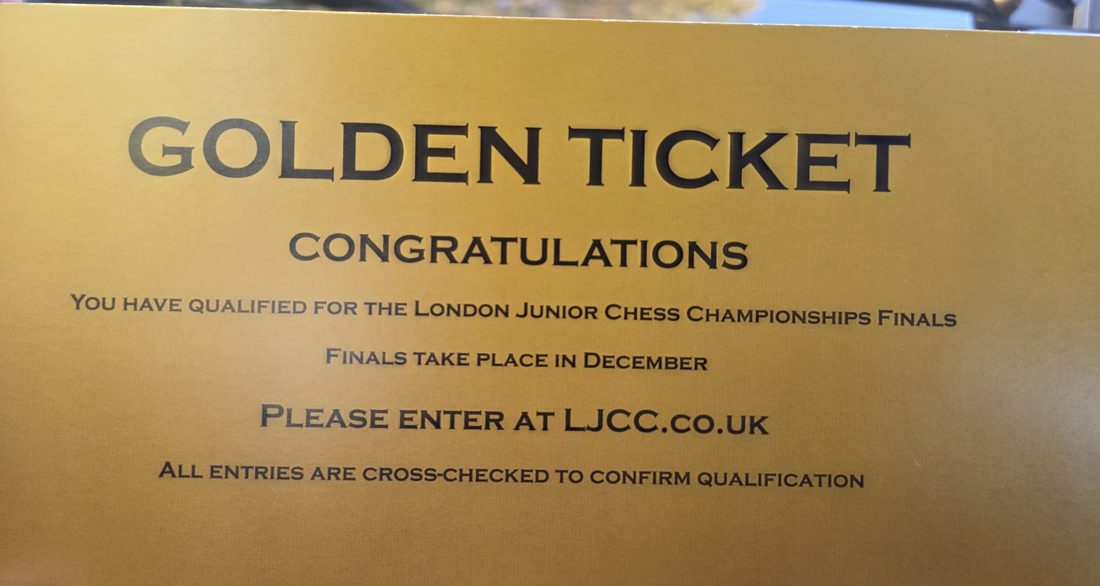 GOLDEN TICKET
CONGRATULATIONS
YOU HAVE QUALIFIED FOR THE LONDON JUNIOR CHESS CHAMPIONSHIPS FINALS
FINALS TAKE PLACE IN DECEMBER
PLEASE ENTER AT LJCC.CO.UK
ALL ENTRIES ARE CROSS-CHECKED TO CONFIRM QUALIFICATION